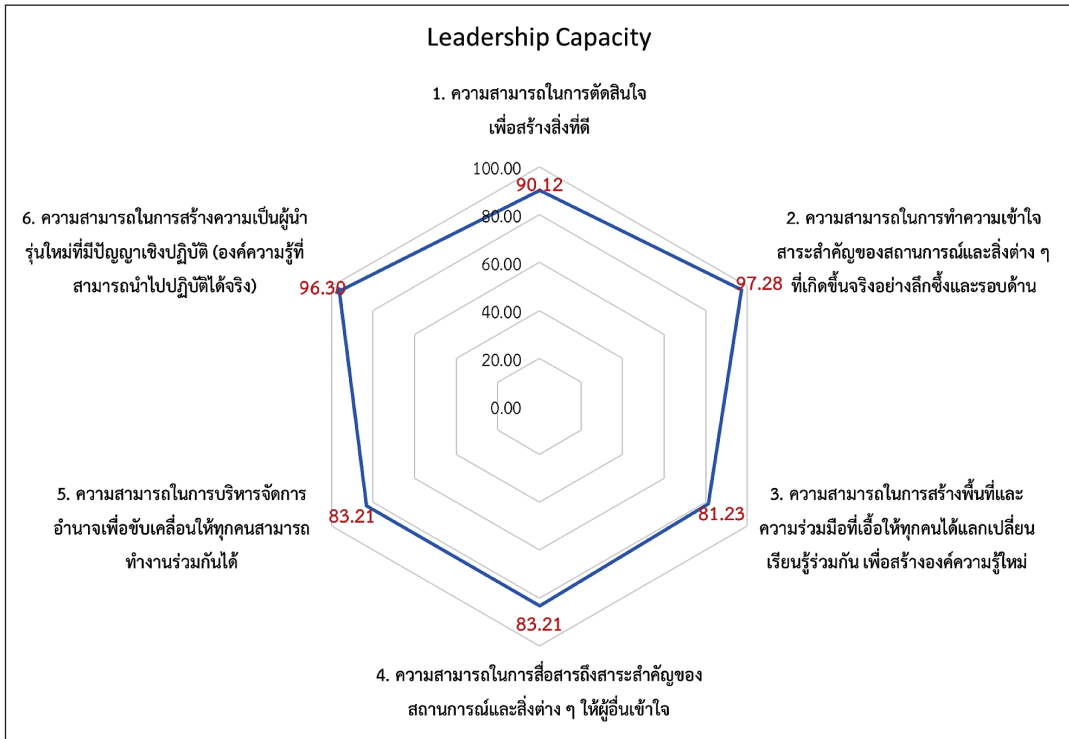 Leadership Capacity
1. ความสามารถในการตัดสินใจ
เพื่อสร้างสิ่งที่ดี
100.00
90.12
80.00
60.00
40.00
20.00
0.00
2. ความสามารถในการทำความเข้าใจ
สาระสำคัญของสถานการณ์และสิ่งต่าง ๆ
ที่เกิดขึ้นจริงอย่างลึกซึ้งและรอบด้าน
97.28
3. ความสามารถในการสร้างพื้นที่และ
ความร่วมมือที่เอื้อให้ทุกคนได้แลกเปลี่ยน
เรียนรู้ร่วมกัน เพื่อสร้างองค์ความรู้ใหม่
81.23
83.21
4. ความสามารถในการสื่อสารถึงสาระสำคัญของ
สถานการณ์และสิ่งต่าง ๆ ให้ผู้อื่นเข้าใจ
5. ความสามารถในการบริหารจัดการ
อำนาจเพื่อขับเคลื่อนให้ทุกคนสามารถ
ทำงานร่วมกันได้
83.21
6. ความสามารถในการสร้างความเป็นผู้นำ
รุ่นใหม่ที่มีปัญญาเชิงปฏิบัติ (องค์ความรู้ที่
สามารถนำไปปฏิบัติได้จริง)
96.30